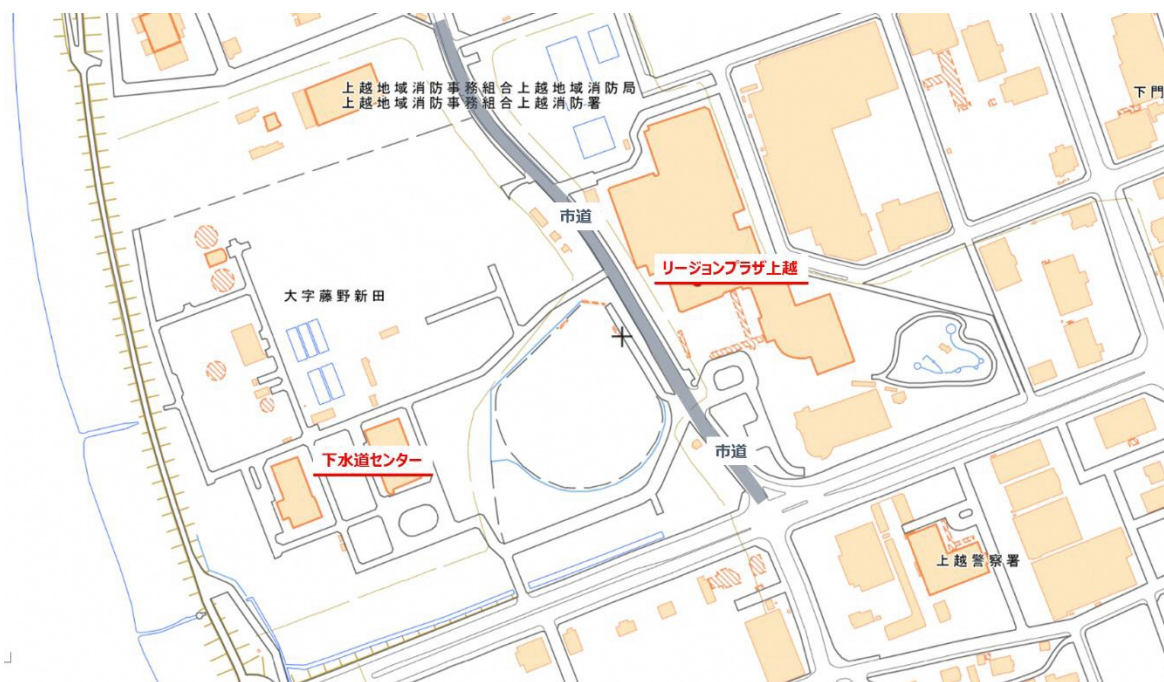 上越地域消防事務組合上越地域消防局
上越地域消防事務組合上越消防署
下門
市道
リージョンプラザ上越
大字藤野新田
市道
下水道センター
上越警察署